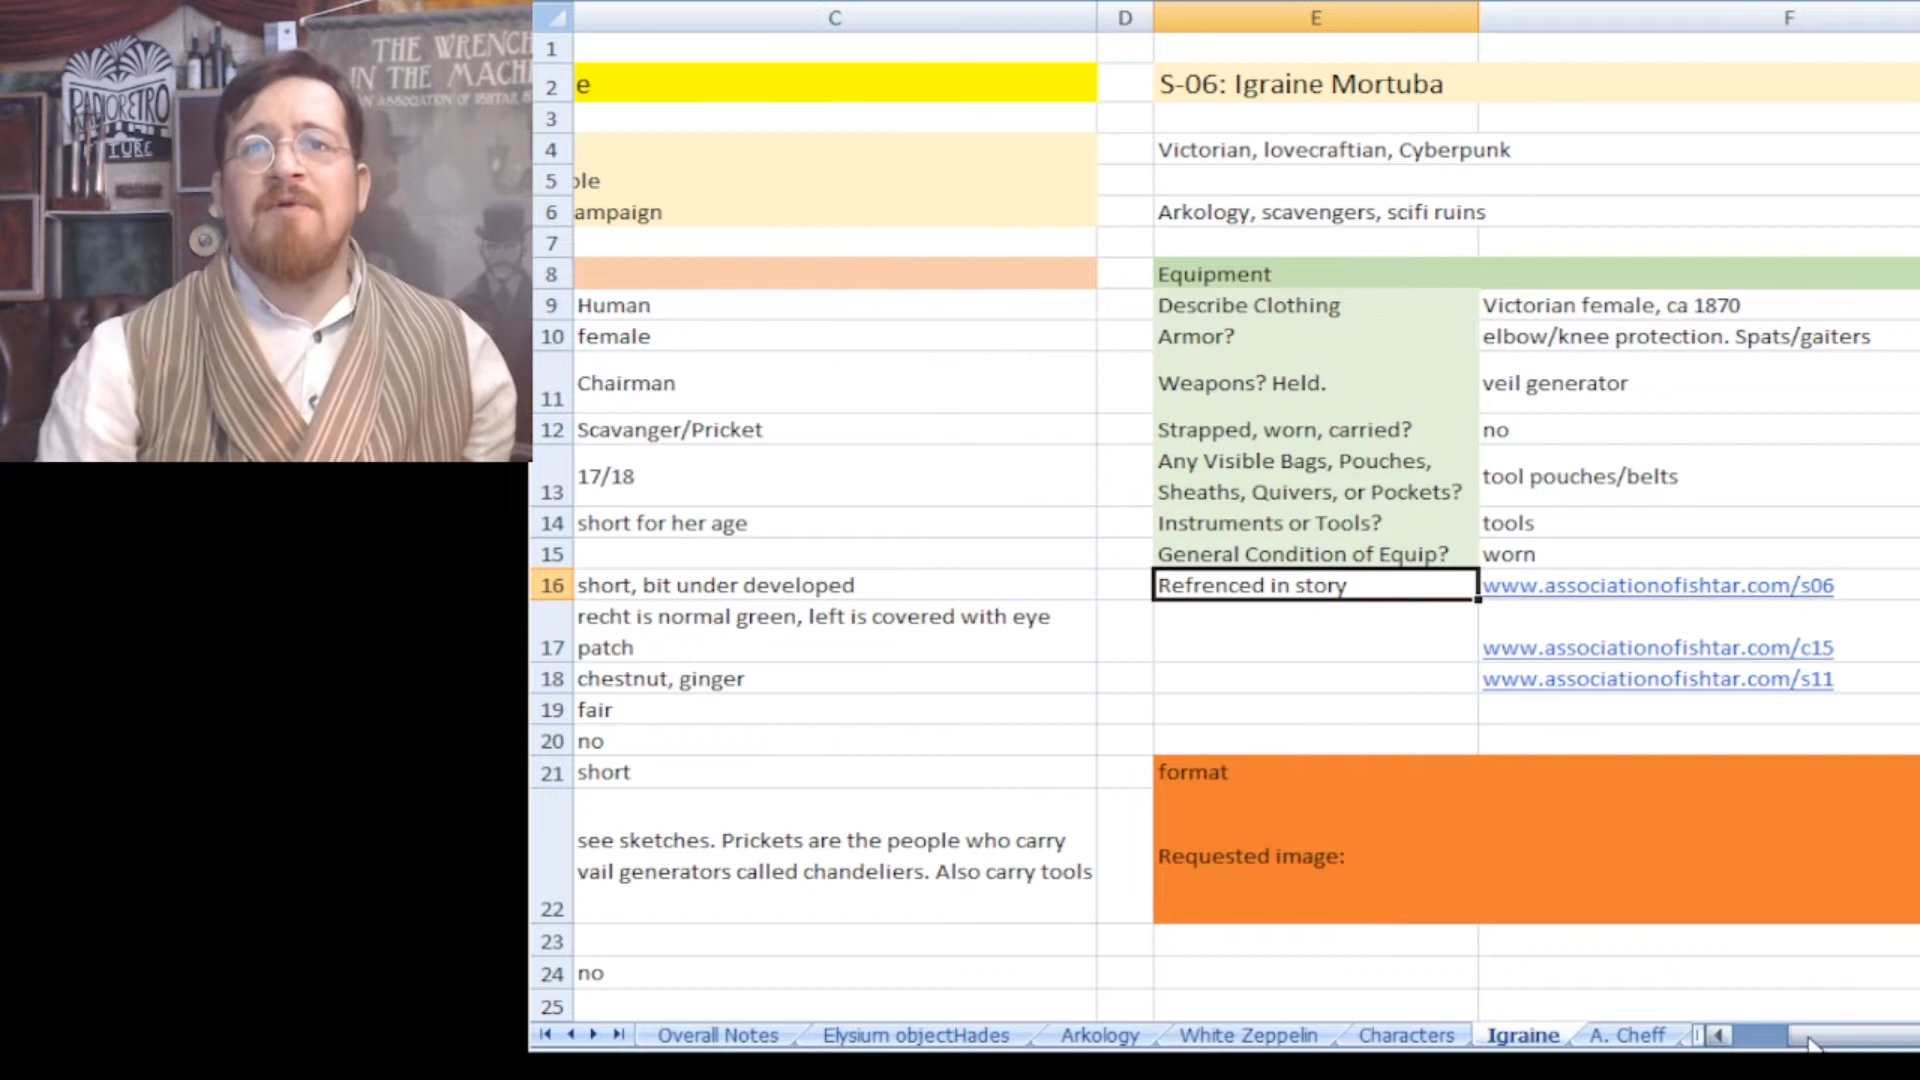 THE WRENCH
IN THE MACHI
AN ASSOCIATION OF ISHTAR S
RADIORETRO
TURE
C D E F
1
2 e S-06: Igraine Mortuba
3
4 Victorian, lovecraftian, Cyberpunk
5 ble
6 ampaign Arkology, scavengers, scifi ruins
7
8 Equipment
9 Human Describe Clothing Victorian female, ca 1870
10 female Armor? elbow/knee protection. Spats/gaiters
11 Chairman Weapons? Held. veil generator
12 Scavanger/Pricket Strapped, worn, carried? no
Any Visible Bags, Pouches,
13 17/18 Sheaths, Quivers, or Pockets? tool pouches/belts
14 short for her age Instruments or Tools? tools
15 General Condition of Equip? worn
16 short, bit under developed Refrenced in story www.associationofishtar.com/s06
recht is normal green, left is covered with eye
17 patch www.associationofishtar.com/c15
18 chestnut, ginger www.associationofishtar.com/s11
19 fair
20 no
21 short format
see sketches. Prickets are the people who carry
vail generators called chandeliers. Also carry tools
Requested image:
22
23
24 no
25
Overall Notes Elysium objectHades Arkology White Zeppelin Characters Igraine A. Cheff